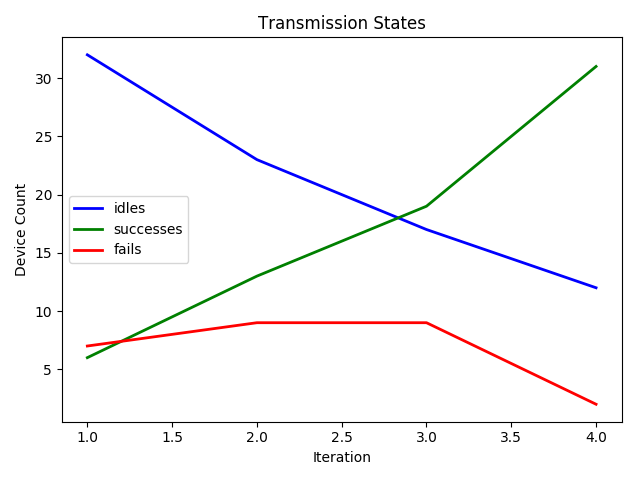 Transmission States
Device Count
30
25
20
15
10
5
idles
successes
fails
1.0 1.5 2.0 2.5 3.0 3.5 4.0
Iteration